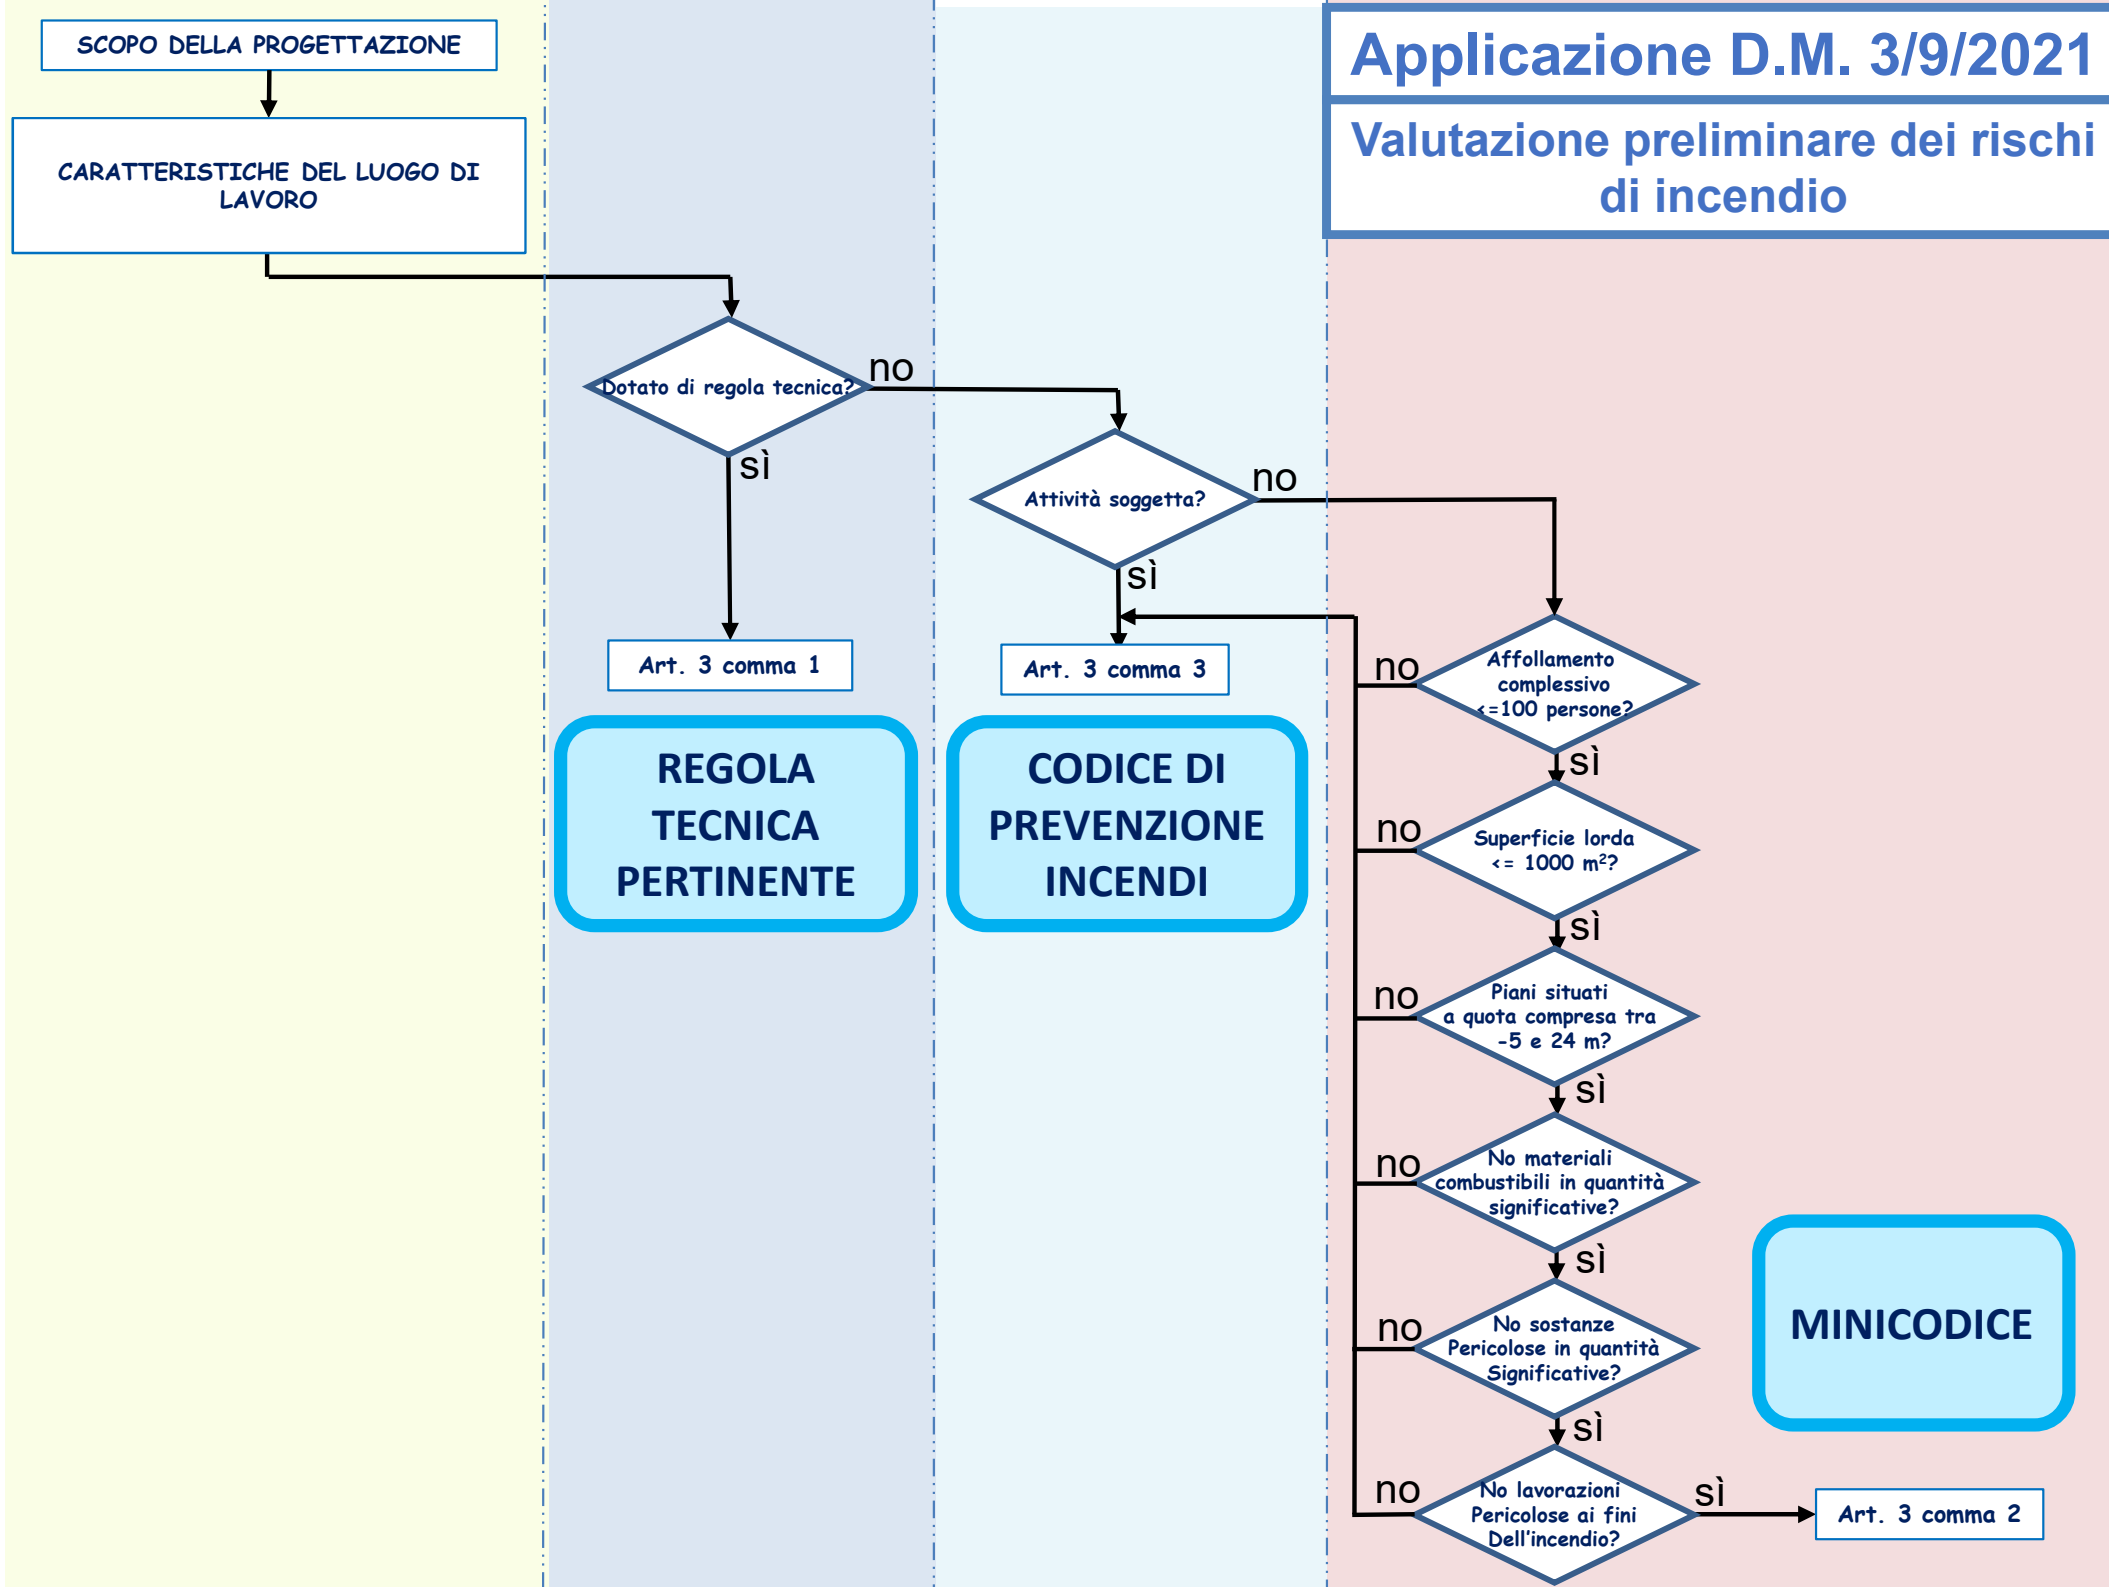 SCOPO DELLA PROGETTAZIONE
Applicazione D.M. 3/9/2021
Valutazione preliminare dei rischi
di incendio
CARATTERISTICHE DEL LUOGO DI
LAVORO
Dotato di regola tecnica?
no
sì
Attività soggetta?
no
sì
Art. 3 comma 1
Art. 3 comma 3
REGOLA
TECNICA
PERTINENTE
CODICE DI
PREVENZIONE
INCENDI
no
Affollamento
complessivo
<=100 persone?
sì
no
Superficie lorda
<= 1000 m²?
sì
no
Piani situati
a quota compresa tra
-5 e 24 m?
sì
no
No materiali
combustibili in quantità
significative?
sì
no
No sostanze
Pericolose in quantità
Significative?
sì
MINICODICE
no
No lavorazioni
Pericolose ai fini
Dell'incendio?
sì
Art. 3 comma 2